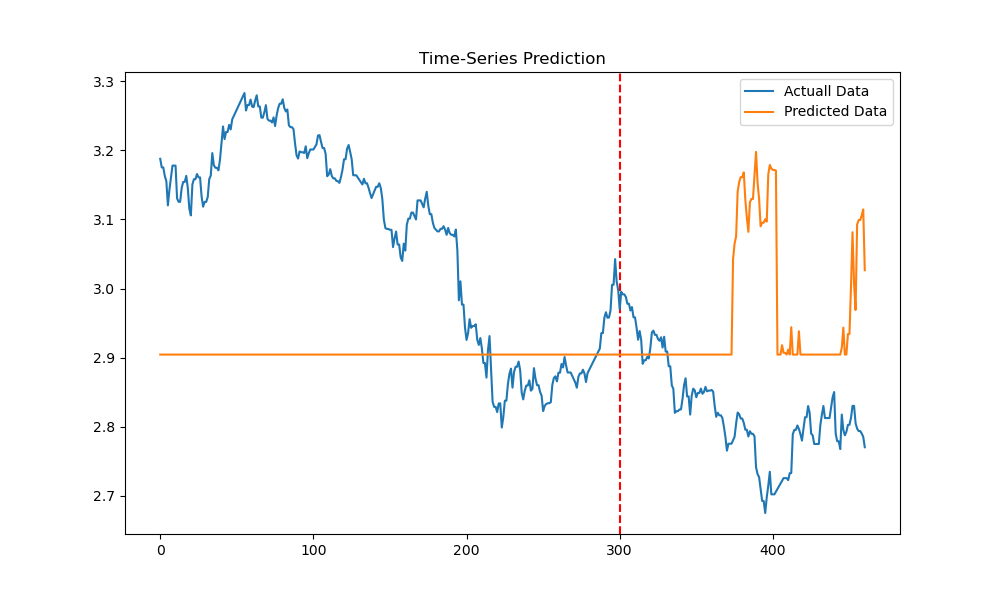 Time-Series Prediction
Actuall Data
Predicted Data
3.3
3.2
3.1
3.0
2.9
2.8
2.7
0 100 200 300 400